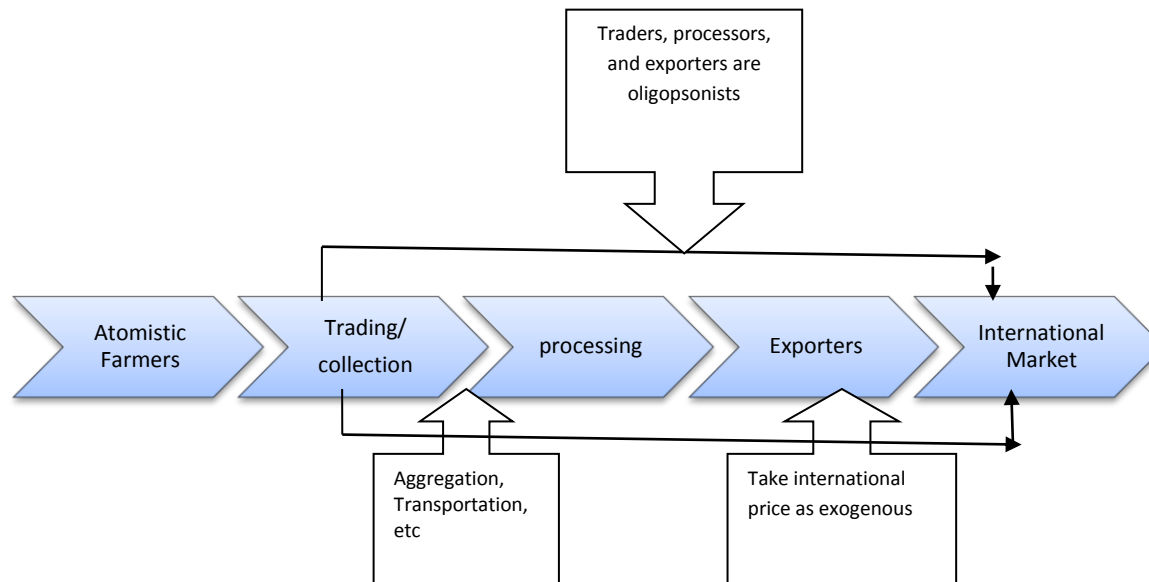 Traders, processors,
and exporters are
oligopsonists
Atomistic
Farmers
Trading/
collection
processing
Exporters
International
Market
Aggregation,
Transportation,
etc
Take international
price as exogenous